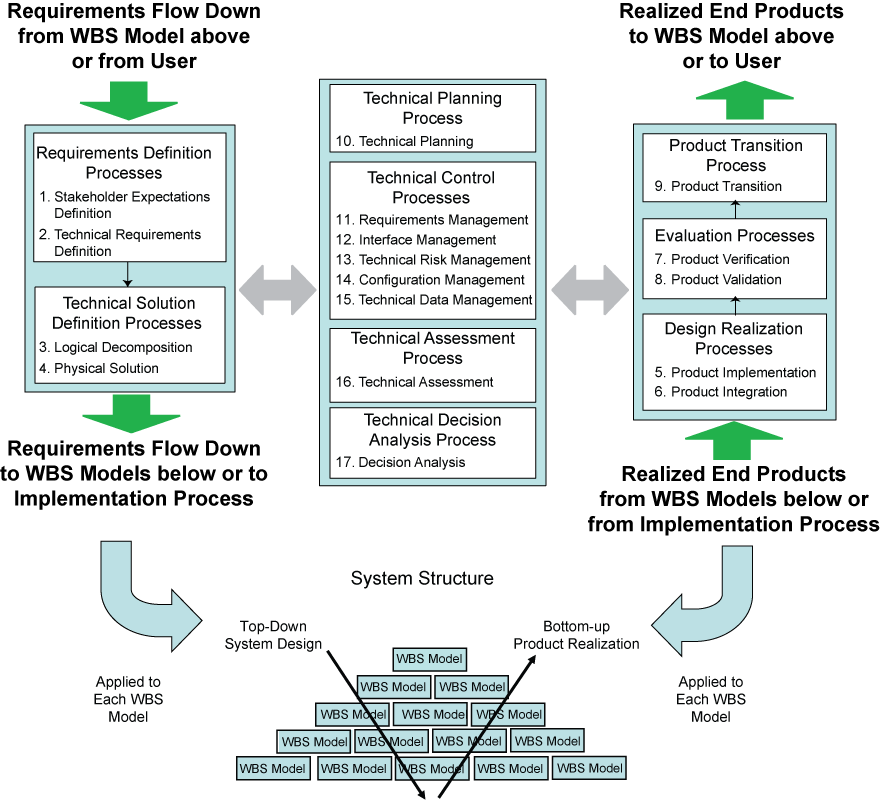 Requirements Flow Down
from WBS Model above
or from User
Requirements Definition
Processes
1. Stakeholder Expectations
Definition
2. Technical Requirements
Definition
Technical Solution
Definition Processes
3. Logical Decomposition
4. Physical Solution
Requirements Flow Down
to WBS Models below or to
Implementation Process
Technical Planning
Process
10. Technical Planning
Technical Control
Processes
11. Requirements Management
12. Interface Management
13. Technical Risk Management
14. Configuration Management
15. Technical Data Management
Technical Assessment
Process
16. Technical Assessment
Technical Decision
Analysis Process
17. Decision Analysis
Realized End Products
to WBS Model above
or to User
Product Transition
Process
9. Product Transition
Evaluation Processes
7. Product Verification
8. Product Validation
Design Realization
Processes
5. Product Implementation
6. Product Integration
Realized End Products
from WBS Models below or
from Implementation Process
System Structure
Top-Down
System Design
Bottom-up
Product Realization
Applied to
Each WBS
Model
Applied to
Each WBS
Model
WBS Model
WBS Model WBS Model
WBS Model WBS Model WBS Model
WBS Model WBS Model WBS Model WBS Model
WBS Model WBS Model WBS Model WBS Model WBS Model